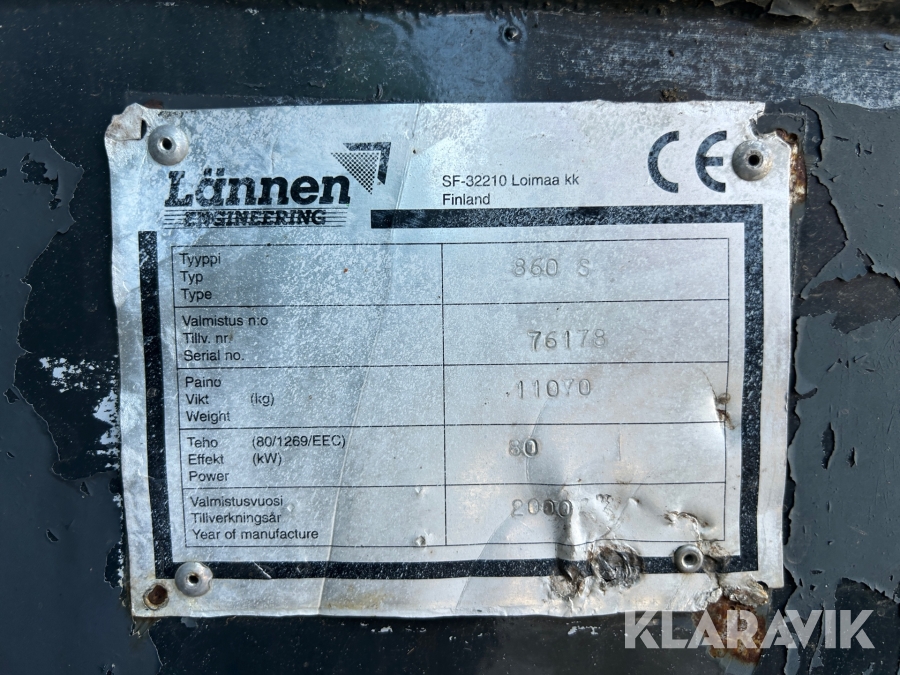 Lännen
ENGINEERING
SF-32210 Loimaa kk
Finland
CE
Tyyppi
Typ
Type
860 S
Valmistus n:o
Tillv. nr
Serial no.
76178
Paino
Vikt (kg)
Weight
11070
Teho (80/1269/EEC)
Effekt (kW)
Power
Valmistusvuosi
Tillverkningsår
Year of manufacture
2000
KLARAVIK